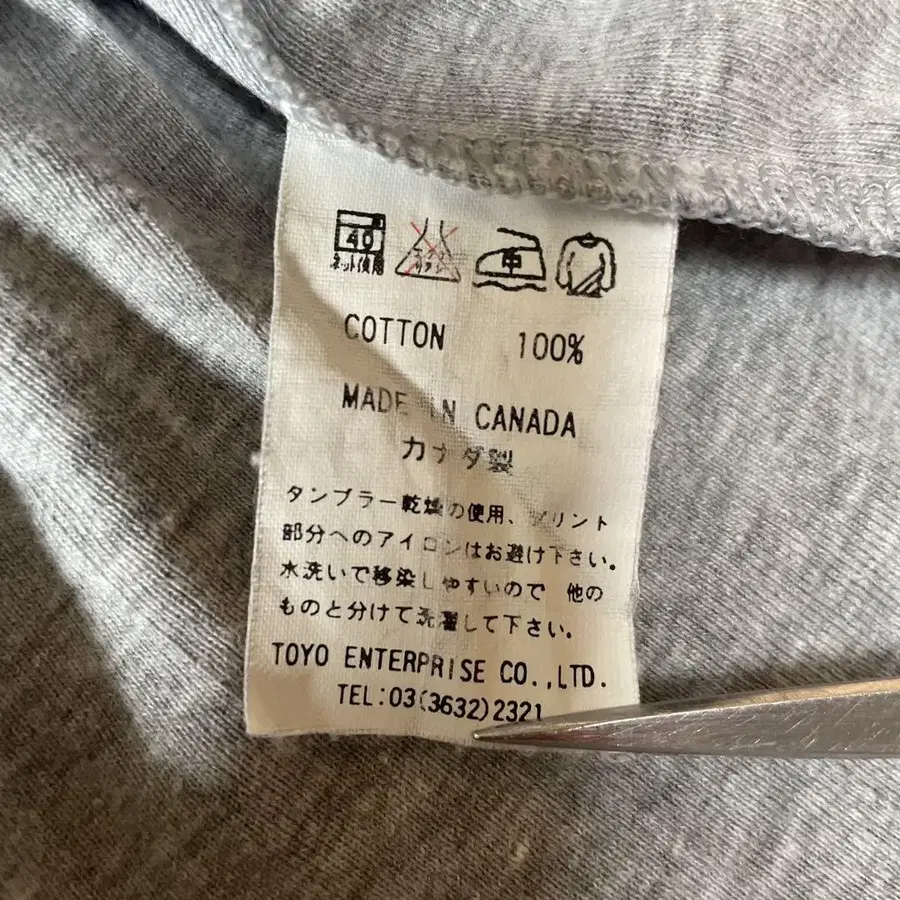 40
ネット使用
中
COTTON 100%
MADE IN CANADA
カナダ製
タンブラー乾燥の使用、プリント
部分へのアイロンはお避け下さい。
水洗いで移染しやすいので 他の
ものと分けて洗濯して下さい。
TOYO ENTERPRISE CO.,LTD.
TEL:03(3632)2321